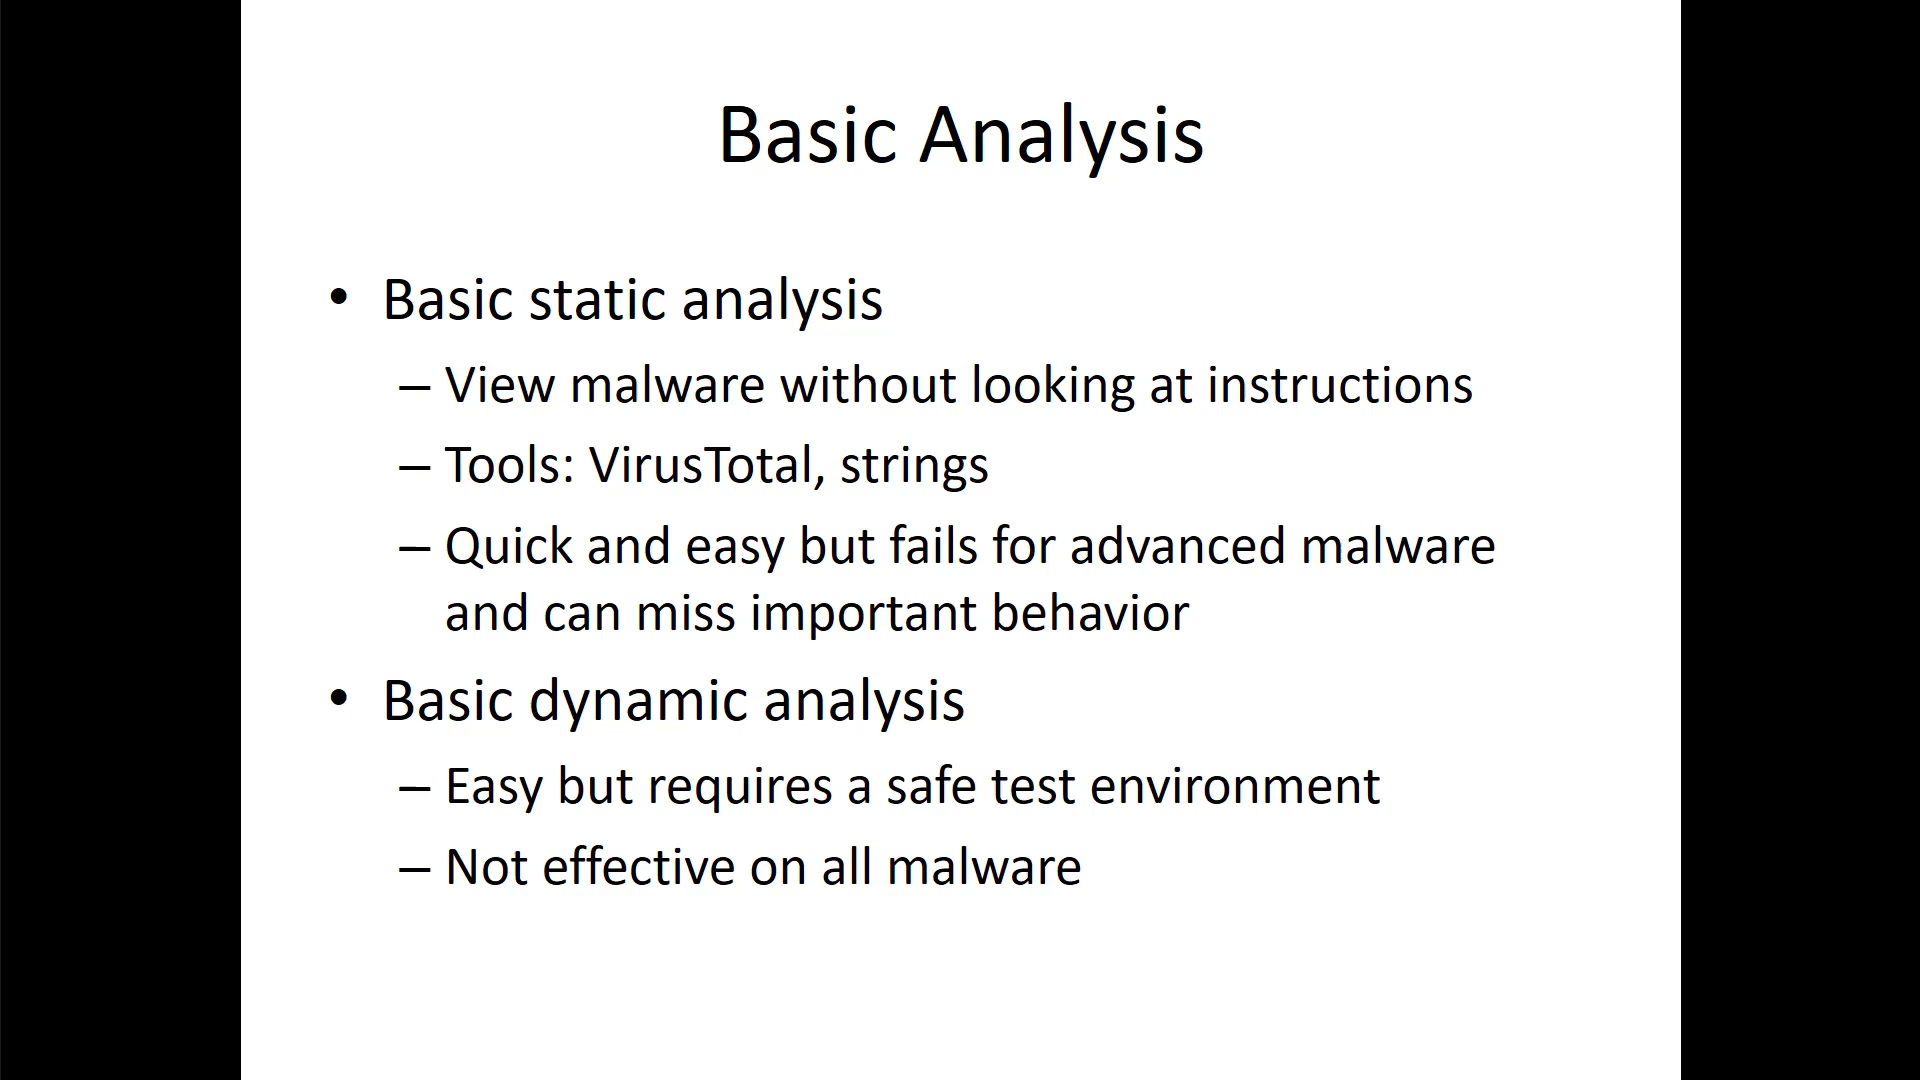 Basic Analysis
• Basic static analysis
– View malware without looking at instructions
– Tools: VirusTotal, strings
– Quick and easy but fails for advanced malware
and can miss important behavior
• Basic dynamic analysis
– Easy but requires a safe test environment
– Not effective on all malware